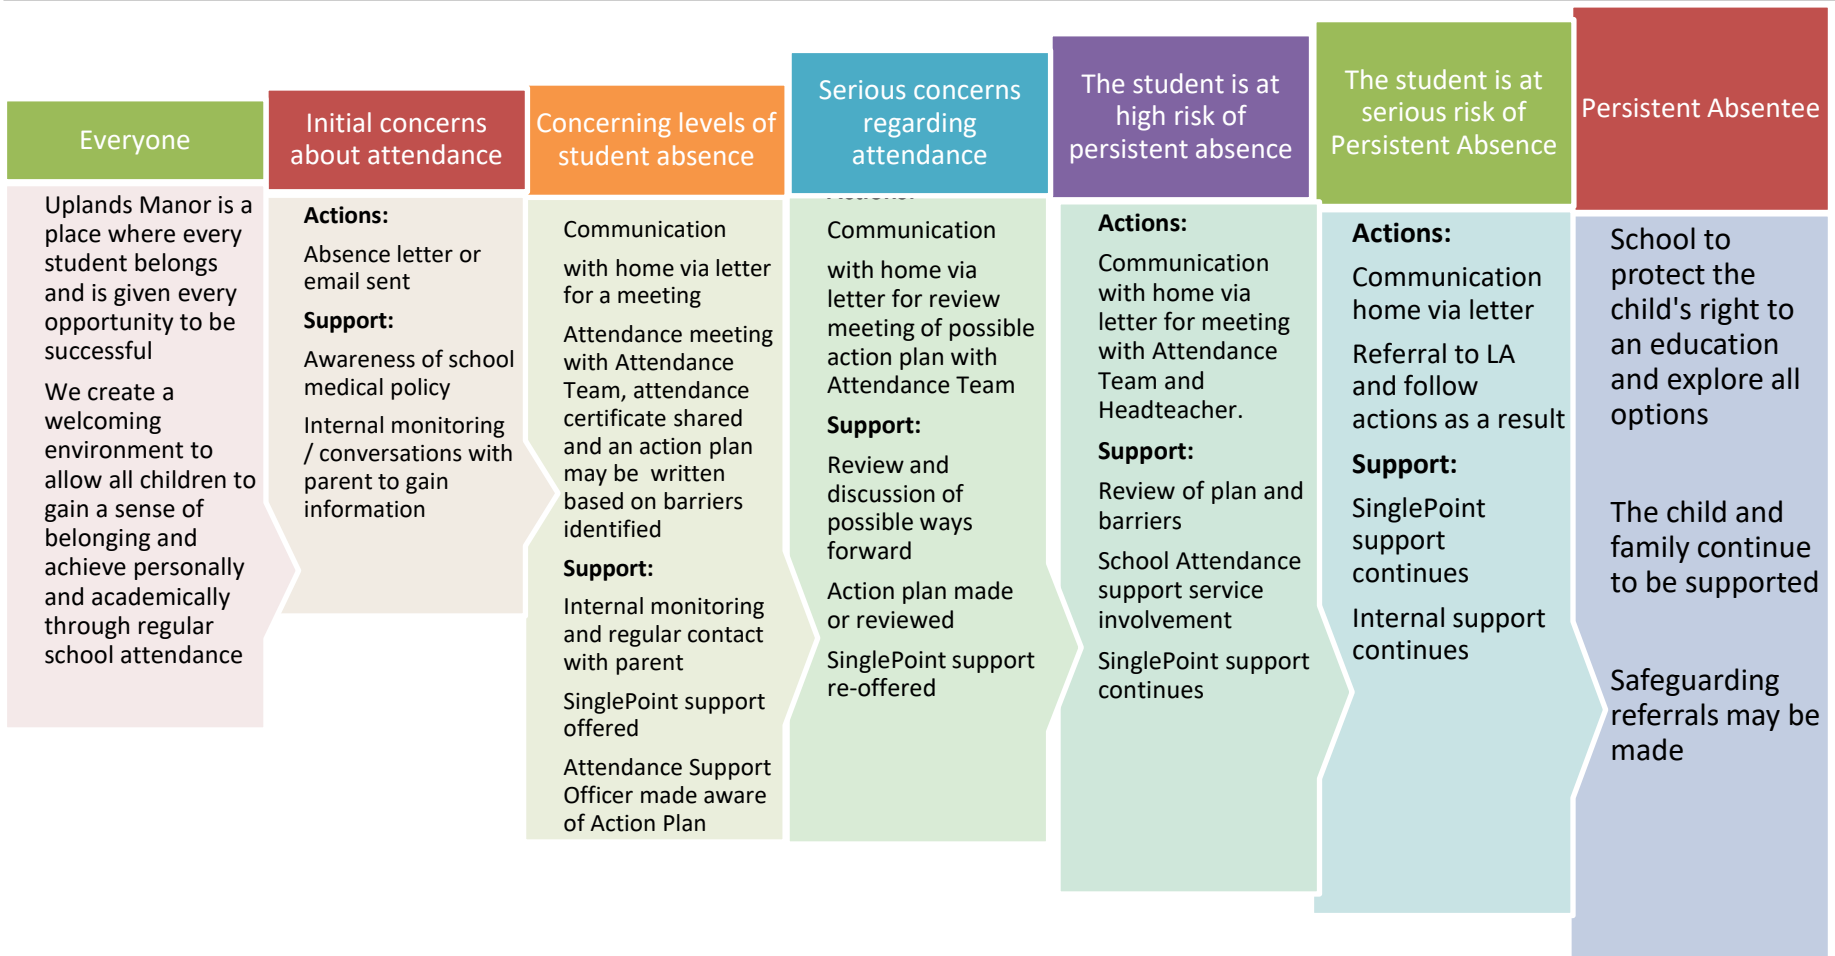 Everyone
Uplands Manor is a
place where every
student belongs
and is given every
opportunity to be
successful
We create a
welcoming
environment to
allow all children to
gain a sense of
belonging and
achieve personally
and academically
through regular
school attendance
Initial concerns
about attendance
Actions:
Absence letter or
email sent
Support:
Awareness of school
medical policy
Internal monitoring
/ conversations with
parent to gain
information
Concerning levels of
student absence
Communication
with home via letter
for a meeting
Attendance meeting
with Attendance
Team, attendance
certificate shared
and an action plan
may be written
based on barriers
identified
Support:
Internal monitoring
and regular contact
with parent
SinglePoint support
offered
Attendance Support
Officer made aware
of Action Plan
Serious concerns
regarding
attendance
Communication
with home via
letter for review
meeting of possible
action plan with
Attendance Team
Support:
Review and
discussion of
possible ways
forward
Action plan made
or reviewed
SinglePoint support
re-offered
The student is at
high risk of
persistent absence
Actions:
Communication
with home via
letter for meeting
with Attendance
Team and
Headteacher.
Support:
Review of plan and
barriers
School Attendance
support service
involvement
SinglePoint support
continues
The student is at
serious risk of
Persistent Absence
Actions:
Communication
home via letter
Referral to LA
and follow
actions as a result
Support:
SinglePoint
support
continues
Internal support
continues
Persistent Absentee
School to
protect the
child's right to
an education
and explore all
options
The child and
family continue
to be supported
Safeguarding
referrals may be
made